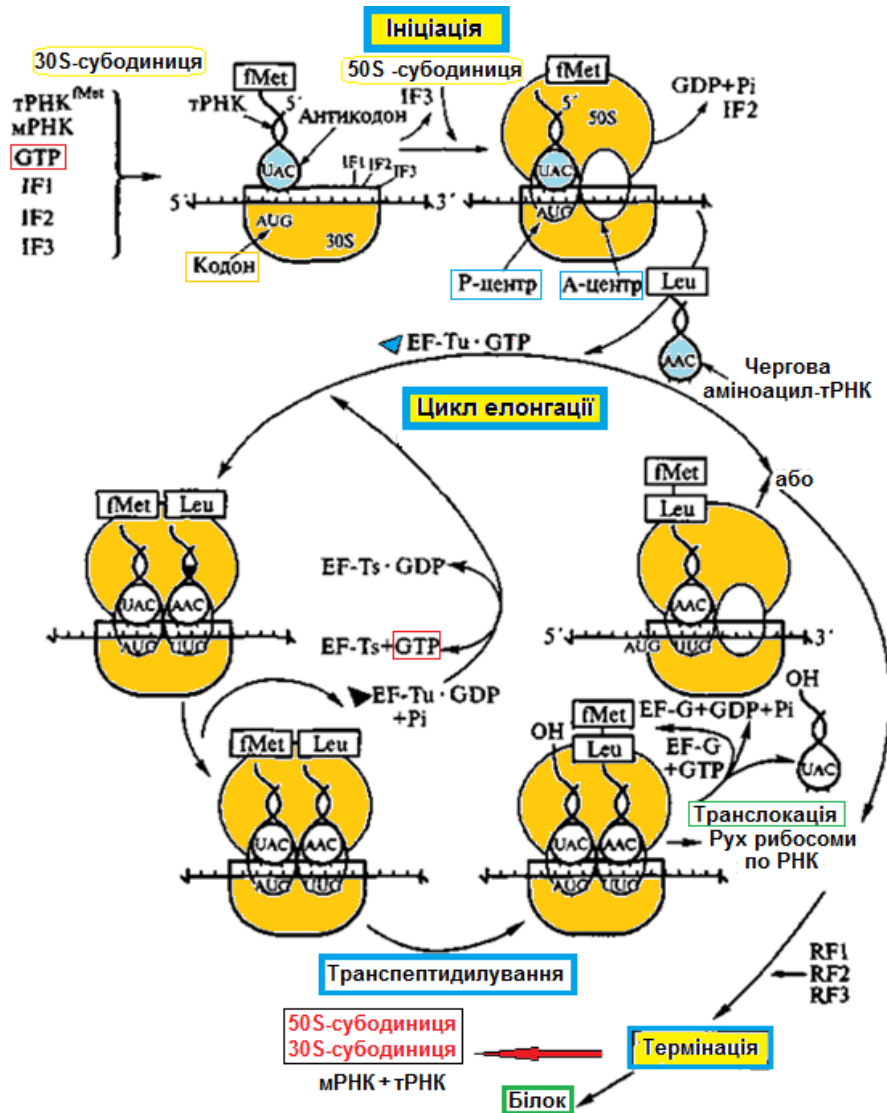 Ініціація
30S-субодиниця
тРНК fMet
мРНК
GTP
IF1
IF2
IF3
fMet
тРНК
5´
Антикодон
UAC
IF1
IF2
IF3
5´
3´
AUG
30S
Кодон
50S -субодиниця
IF3
fMet
5´
50S
UAC
AUG
GDP+Pi
IF2
Р-центр
А-центр
Leu
AAC
Чергова
аміноацил-тРНК
EF-Tu · GTP
Цикл елонгації
fMet
Leu
UAC
AAC
AUG
UUG
EF-Ts · GDP
EF-Ts+GTP
EF-Tu · GDP
+Pi
або
fMet
Leu
AAC
5´
3´
AUG
UUG
fMet
Leu
UAC
AAC
AUG
UUG
OH
fMet
Leu
UAC
AAC
AUG
UUG
EF-G+GDP+Pi
EF-G
+GTP
OH
UAC
Транслокація
Рух рибосоми
по РНК
Транспептидилування
RF1
RF2
RF3
Термінація
50S-субодиниця
30S-субодиниця
мРНК + тРНК
Білок